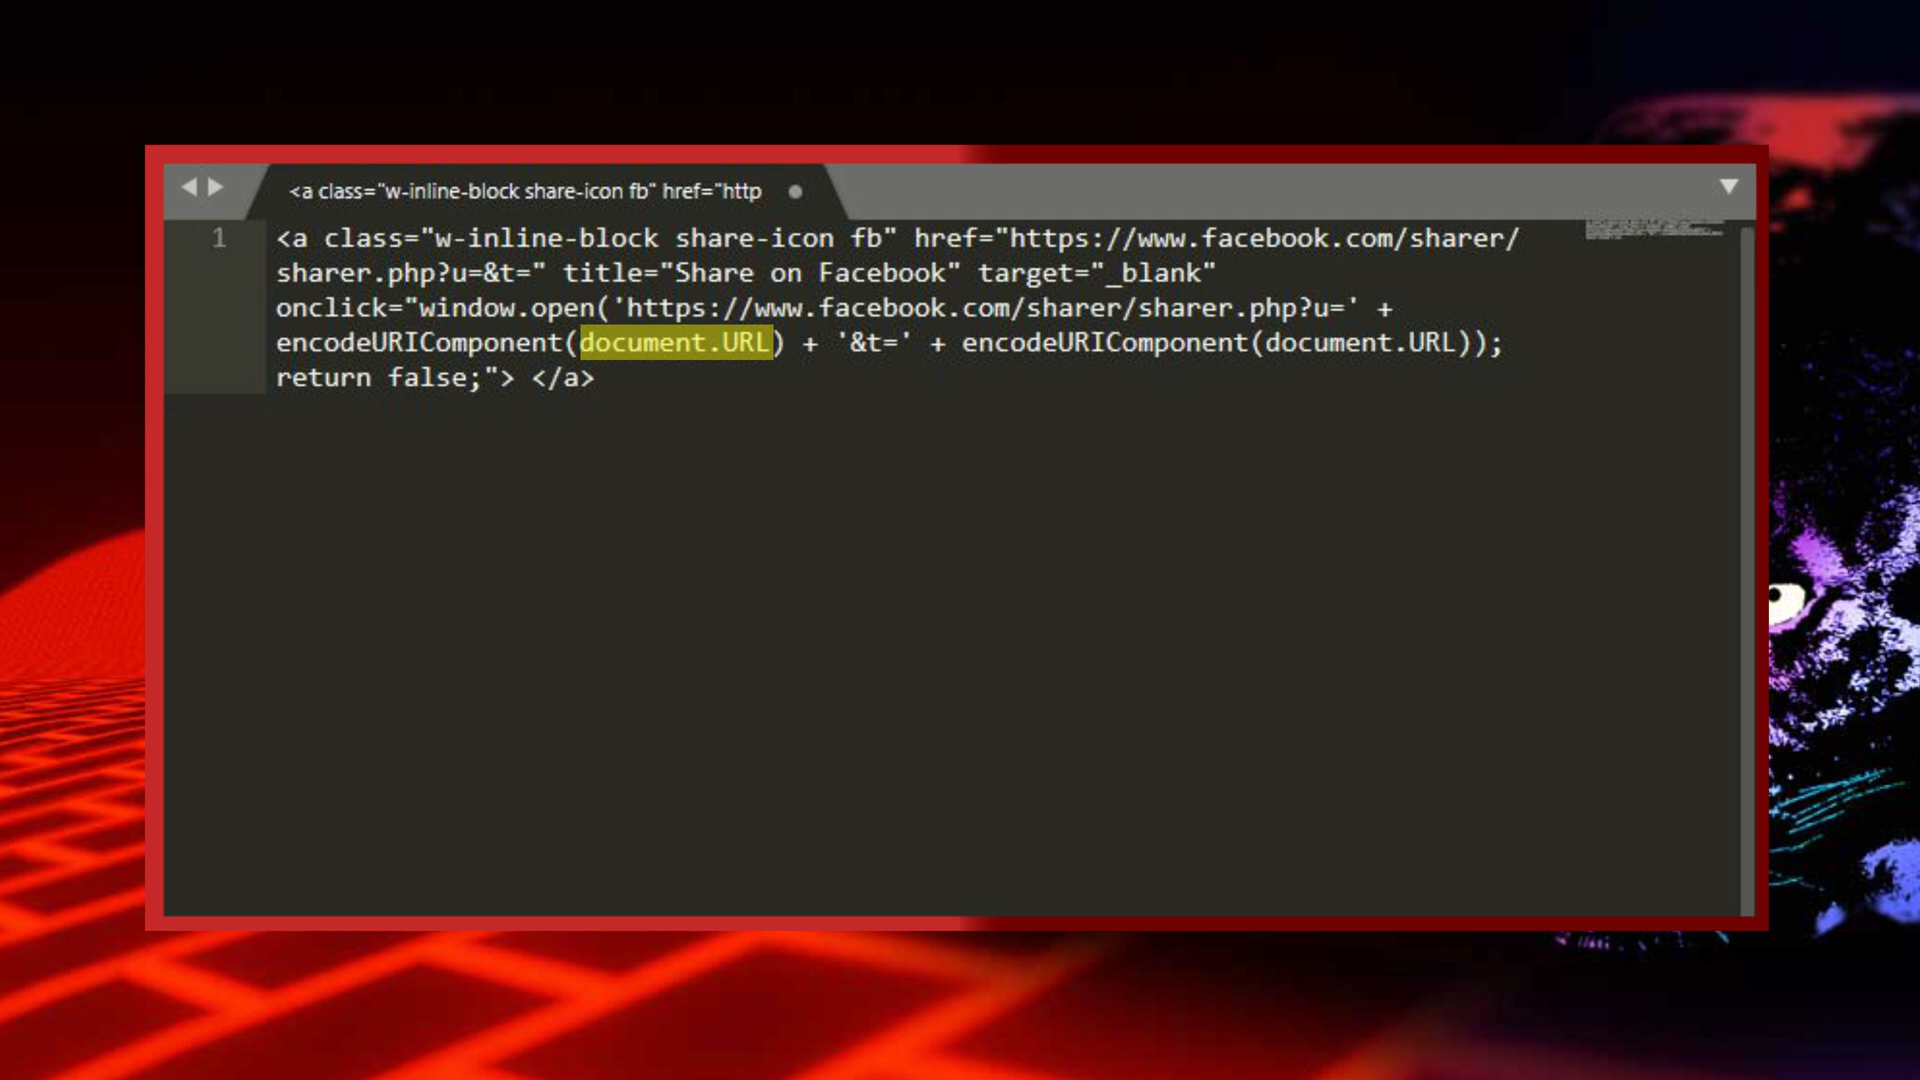 <a class="w-inline-block share-icon fb" href="http
1
<a class="w-inline-block share-icon fb" href="https://www.facebook.com/sharer/
sharer.php?u=&t=" title="Share on Facebook" target="_blank"
onclick="window.open('https://www.facebook.com/sharer/sharer.php?u=' +
encodeURIComponent(document.URL) + '&t=' + encodeURIComponent(document.URL));
return false;"> </a>